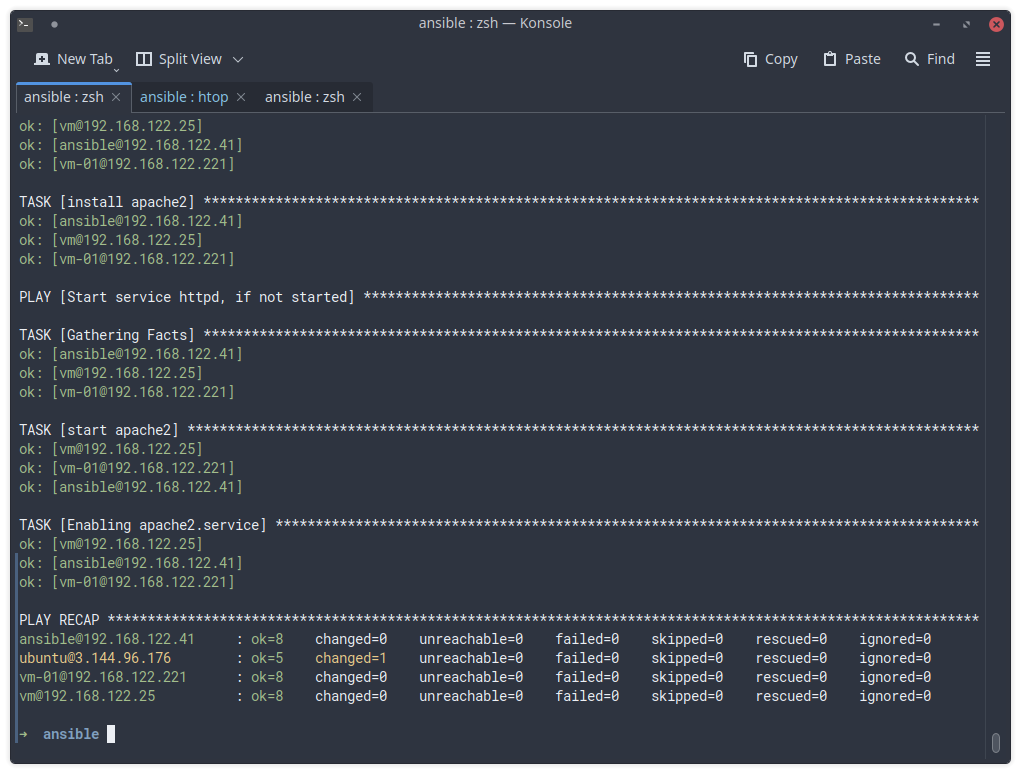 ansible : zsh — Konsole
New Tab Split View Copy Paste Find
ansible : zsh ansible : htop ansible : zsh
ok: [vm@192.168.122.25]
ok: [ansible@192.168.122.41]
ok: [vm-01@192.168.122.221]
TASK [install apache2] *************************************************************************************************
ok: [ansible@192.168.122.41]
ok: [vm@192.168.122.25]
ok: [vm-01@192.168.122.221]
PLAY [Start service httpd, if not started] *****************************************************************************
TASK [Gathering Facts] *************************************************************************************************
ok: [ansible@192.168.122.41]
ok: [vm@192.168.122.25]
ok: [vm-01@192.168.122.221]
TASK [start apache2] ***************************************************************************************************
ok: [vm@192.168.122.25]
ok: [vm-01@192.168.122.221]
ok: [ansible@192.168.122.41]
TASK [Enabling apache2.service] ****************************************************************************************
ok: [vm@192.168.122.25]
ok: [ansible@192.168.122.41]
ok: [vm-01@192.168.122.221]
PLAY RECAP *************************************************************************************************************
ansible@192.168.122.41     : ok=8    changed=0    unreachable=0    failed=0    skipped=0    rescued=0    ignored=0
ubuntu@3.144.96.176        : ok=5    changed=1    unreachable=0    failed=0    skipped=0    rescued=0    ignored=0
vm-01@192.168.122.221      : ok=8    changed=0    unreachable=0    failed=0    skipped=0    rescued=0    ignored=0
vm@192.168.122.25          : ok=8    changed=0    unreachable=0    failed=0    skipped=0    rescued=0    ignored=0
→ ansible